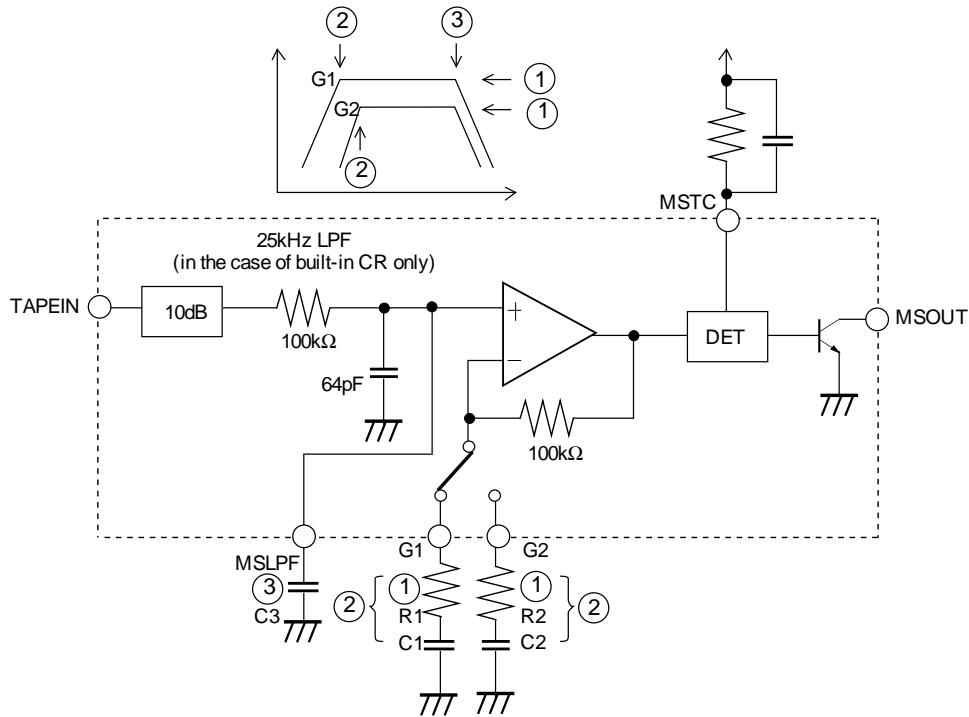 ② ③
G1 ①
G2 ①
②
MSTC
25kHz LPF
(in the case of built-in CR only)
TAPEIN
10dB
100kΩ
+
−
DET
MSOUT
64pF
100kΩ
G1 G2
MSLPF
③
C3
② ① R1 C1
① R2 C2 ②